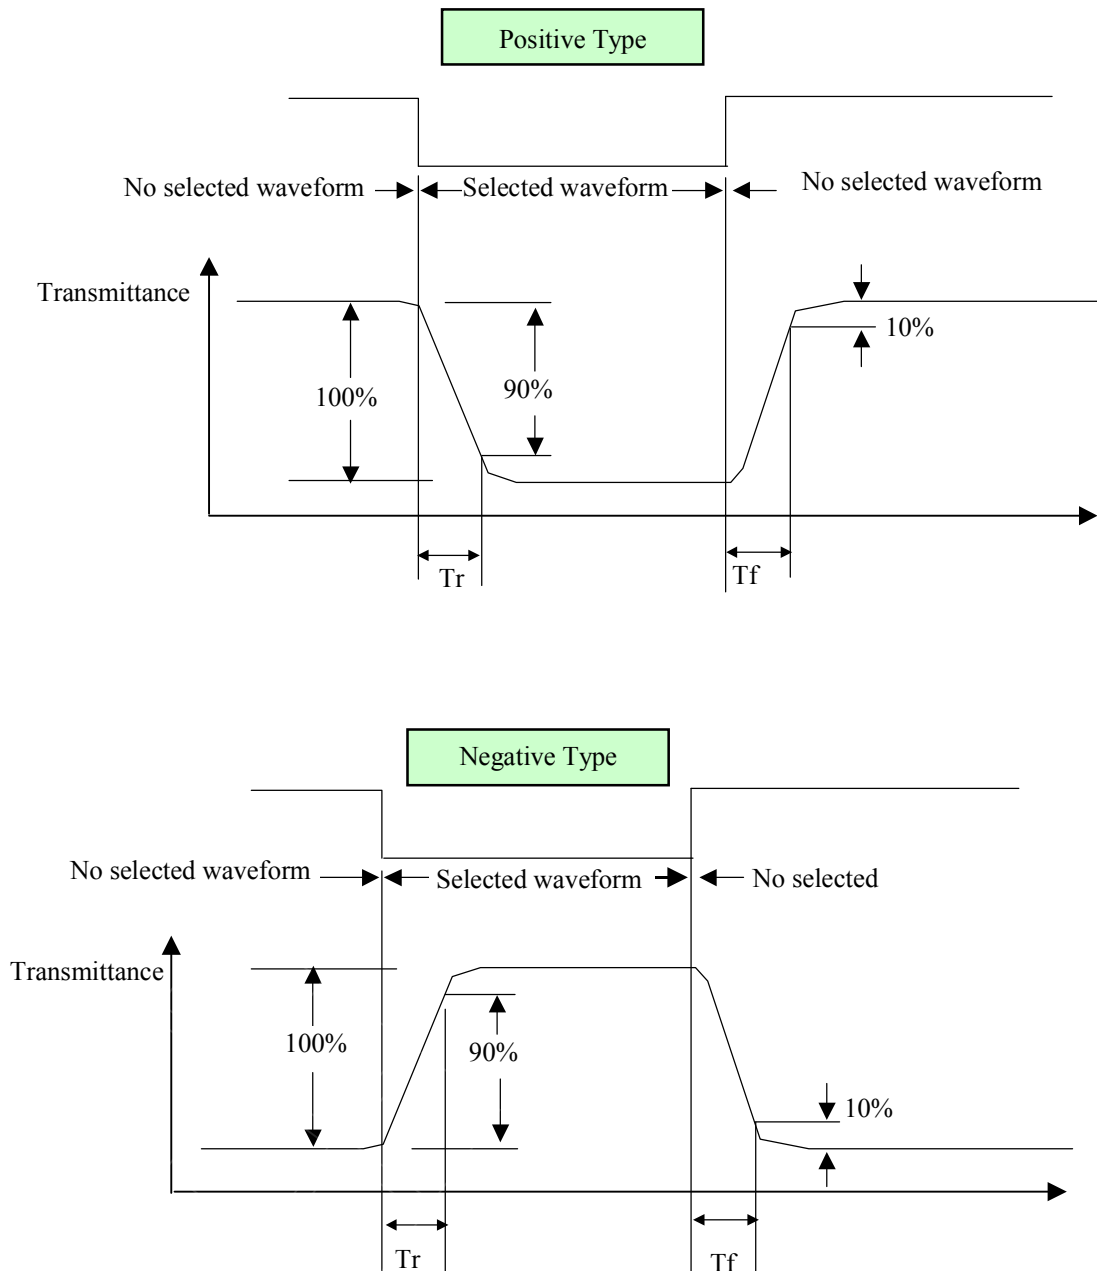 Positive Type
No selected waveform
Selected waveform
No selected waveform
Transmittance
10%
100%
90%
Tr
Tf
Negative Type
No selected waveform
Selected waveform
No selected
Transmittance
100%
90%
10%
Tr
Tf